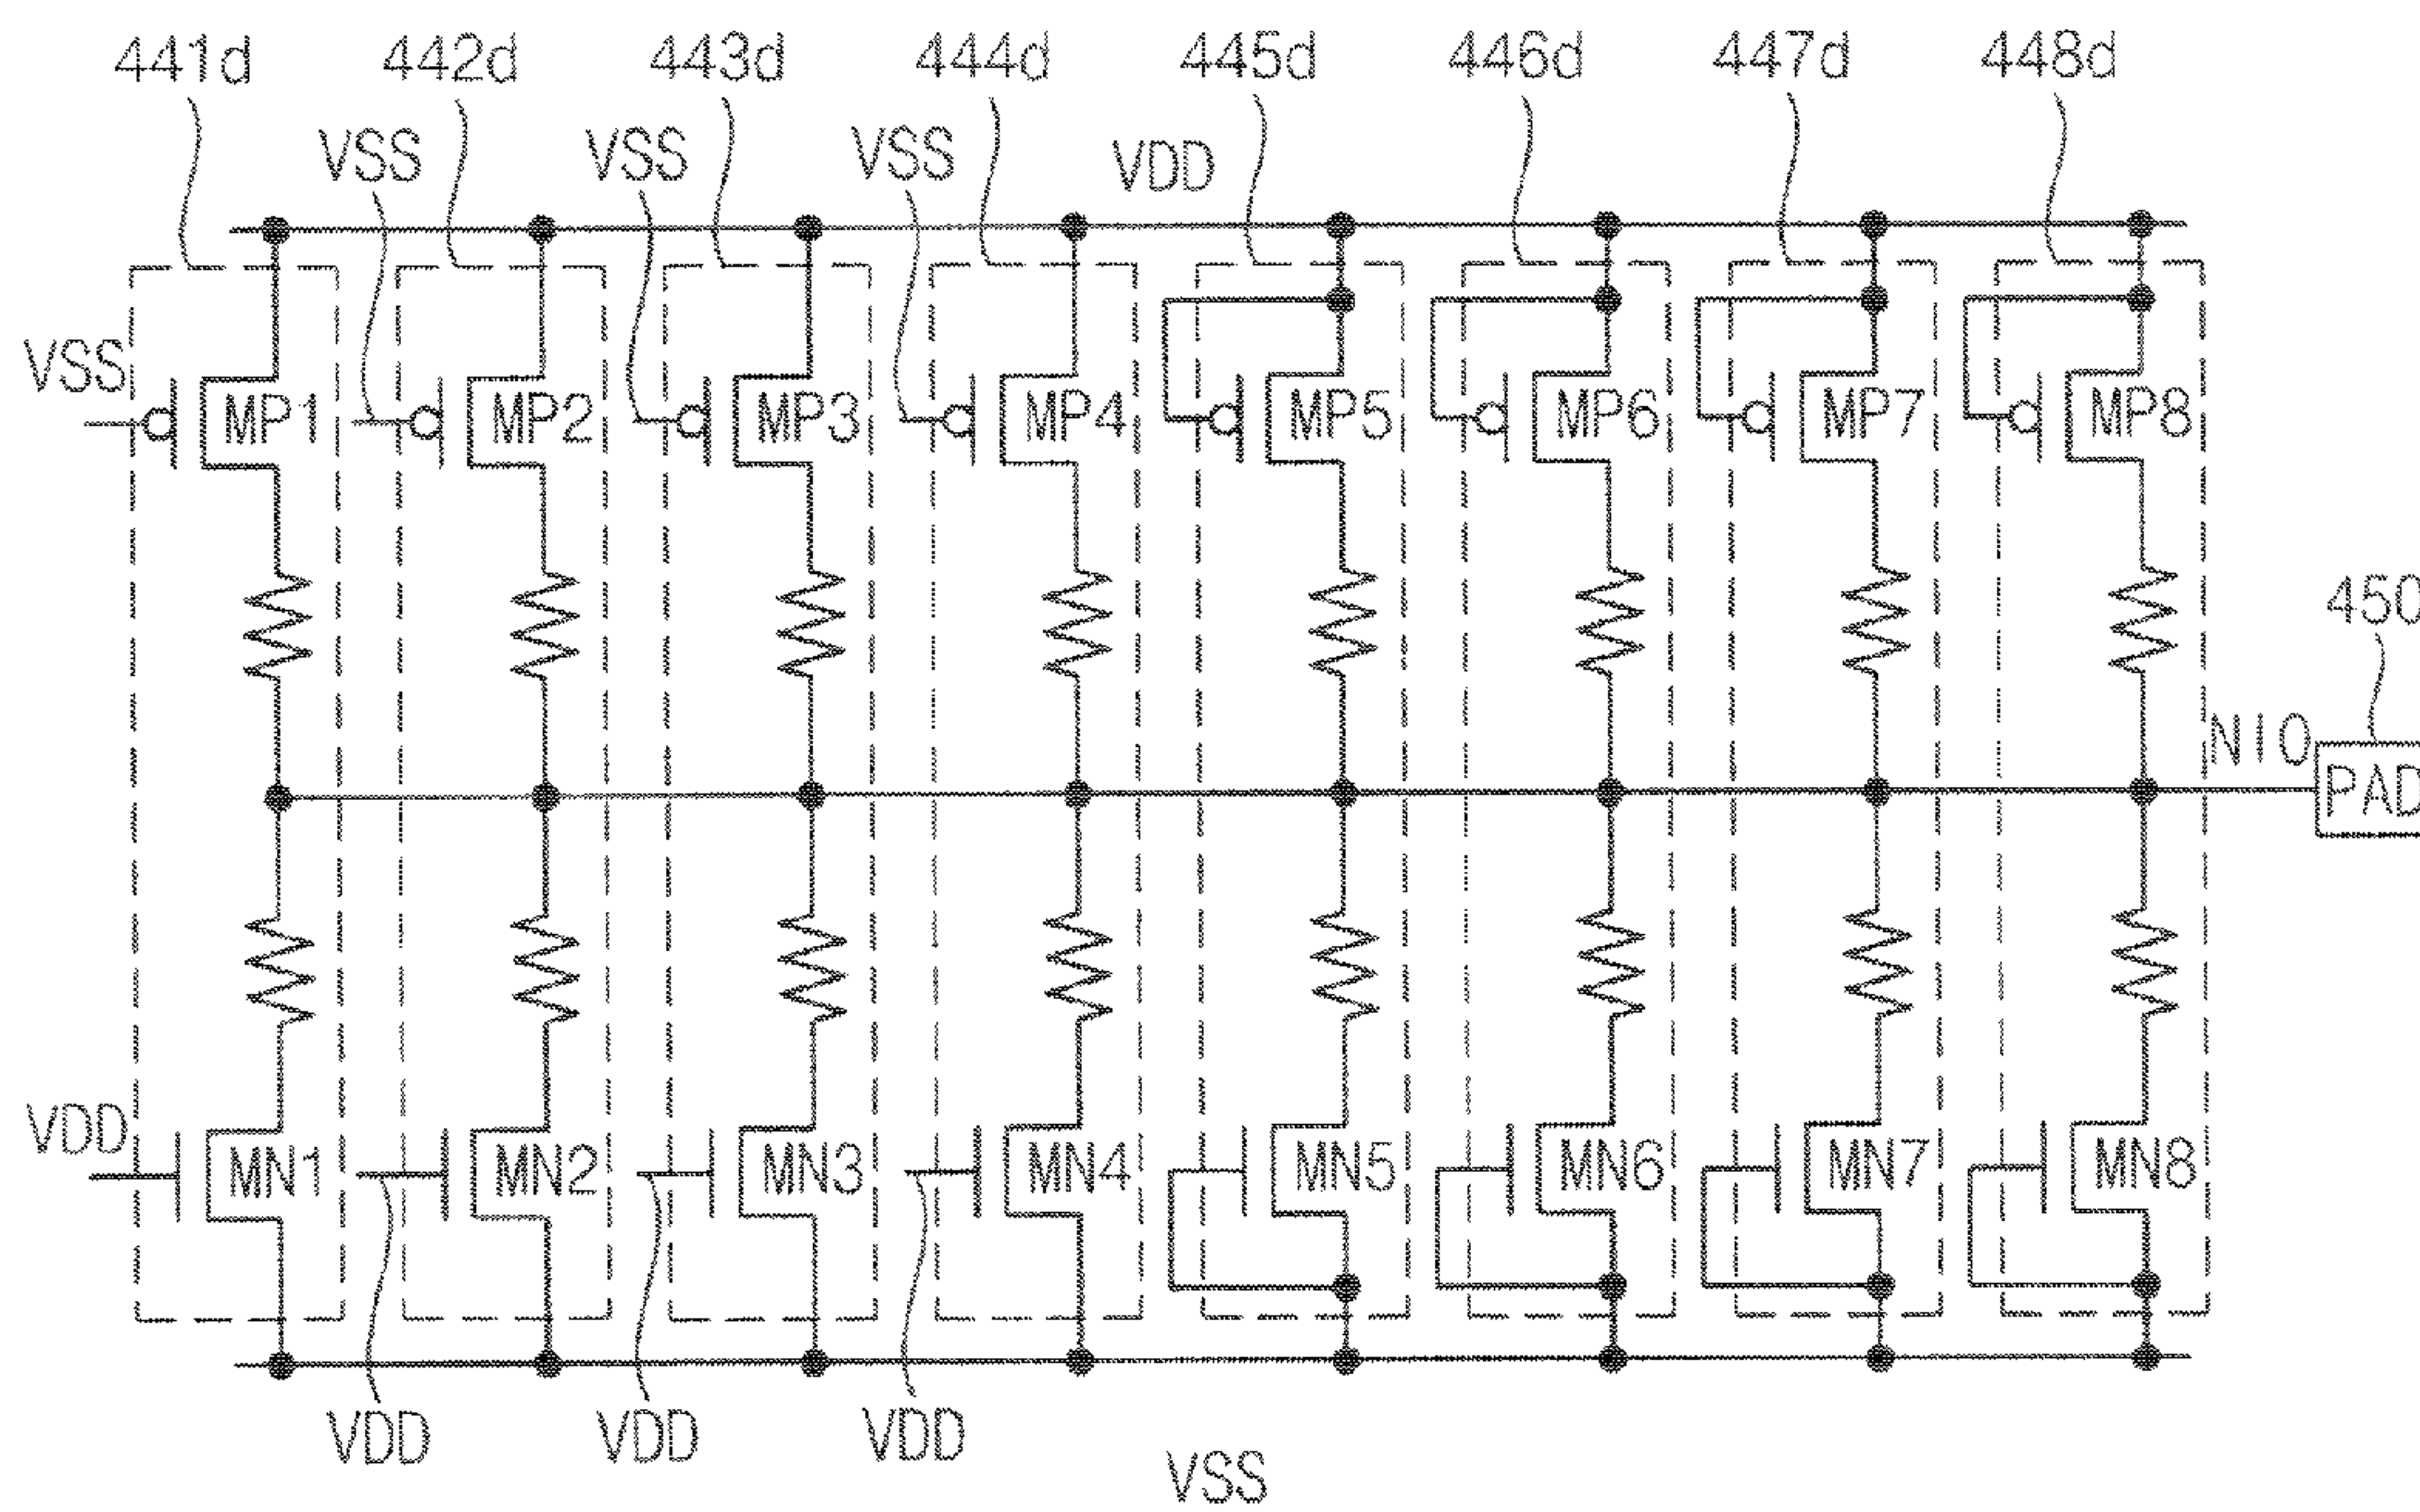 441d 442d 443d 444d 445d 446d 447d 448d
VSS VSS VSS VDD
VSS
MP1 MP2 MP3 MP4 MP5 MP6 MP7 MP8
450
NIO
PAD
VDD
MN1 MN2 MN3 MN4 MN5 MN6 MN7 MN8
VDD VDD VDD
VSS